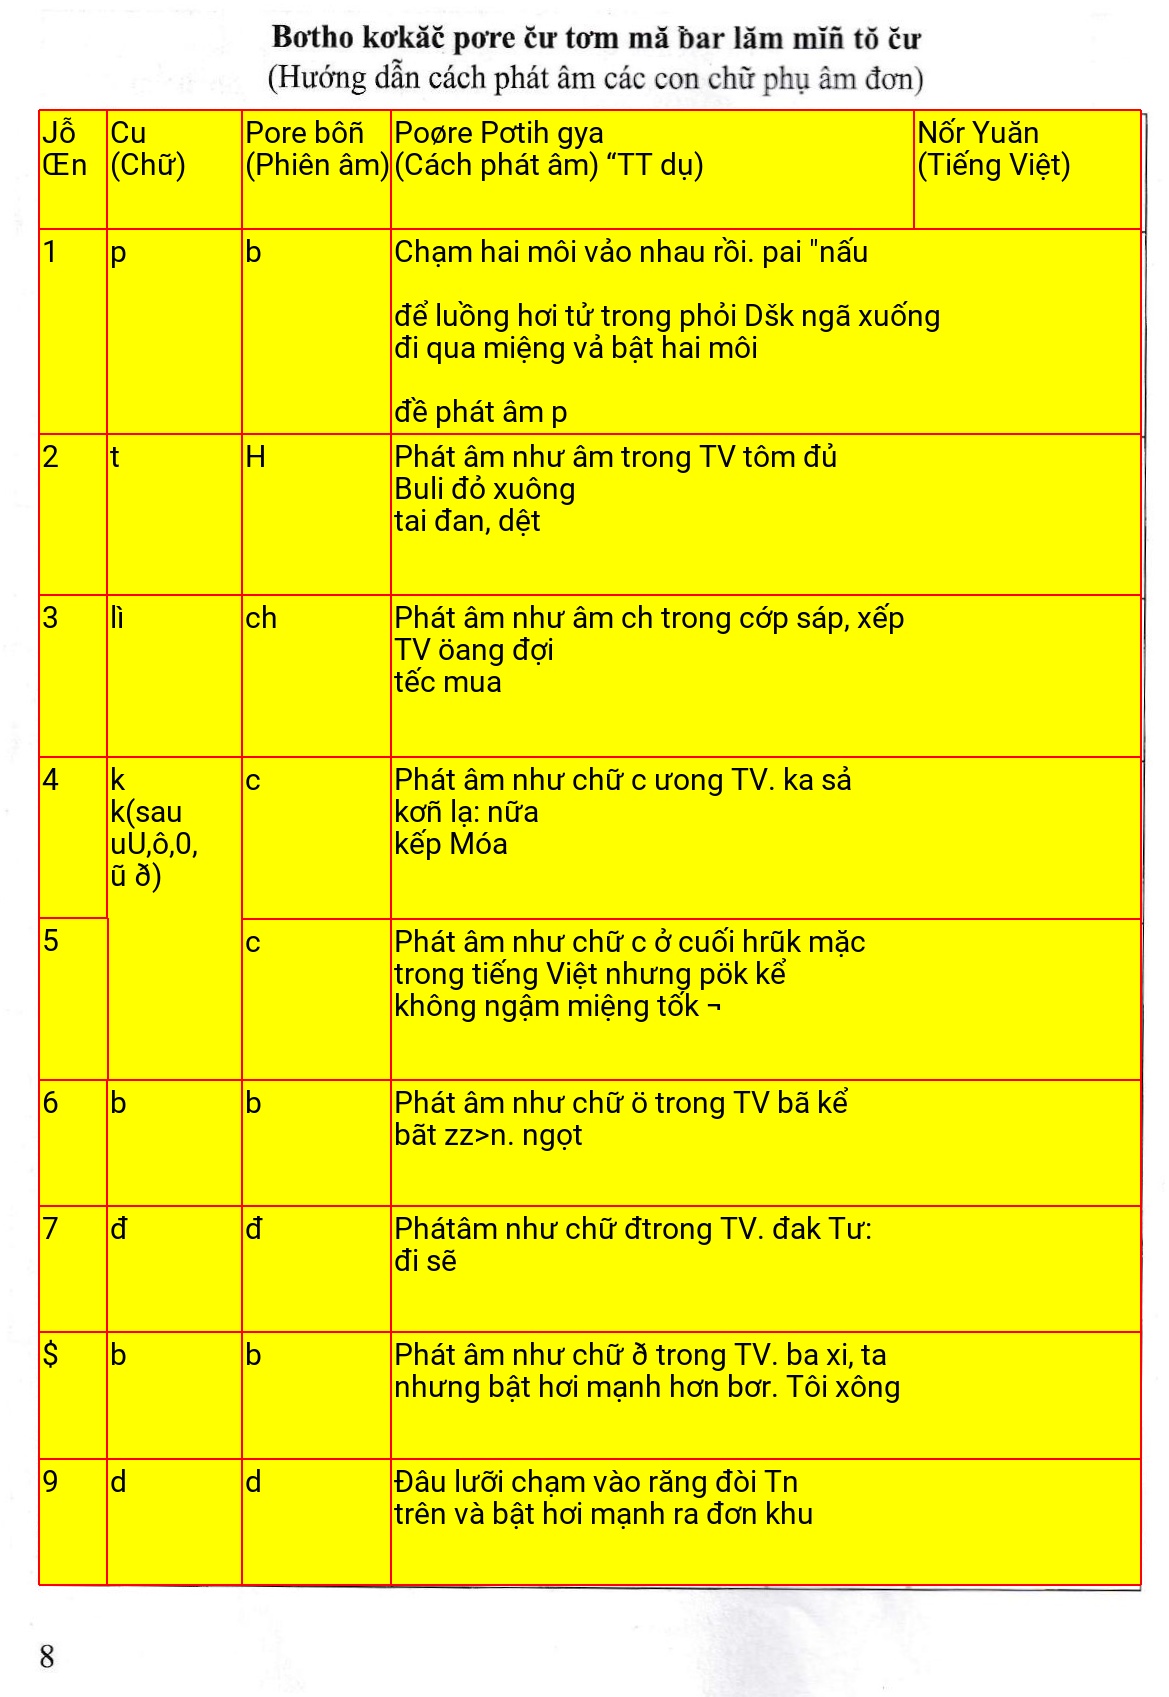 Bơtho kơkăč pơre čư tơm mă ƀar lăm mĭñ tŏ čư
(Hướng dẫn cách phát âm các con chữ phụ âm đơn)
Jỗ Cu Pore bôñ Poøre Pơtih gya Nốr Yuăn
Œn (Chữ) (Phiên âm) (Cách phát âm) “TT dụ) (Tiếng Việt)
1 p b Chạm hai môi vảo nhau rồi. pai "nấu
để luồng hơi tử trong phỏi Dšk ngã xuống
đi qua miệng vả bật hai môi
đề phát âm p
2 t H Phát âm như âm trong TV tôm đủ
Buli đỏ xuông
tai đan, dệt
3 lì ch Phát âm như âm ch trong cớp sáp, xếp
TV öang đợi
tếc mua
4 k c Phát âm như chữ c ưong TV. ka sả
k(sau kơñ lạ: nữa
uU,ô,0, kếp Móa
ũ ð)
5 c Phát âm như chữ c ở cuối hrũk mặc
trong tiếng Việt nhưng pök kể
không ngậm miệng tốk ¬
6 b b Phát âm như chữ ö trong TV bã kể
bãt zz>n. ngọt
7 đ đ Phátâm như chữ đtrong TV. đak Tư:
đi sẽ
$ b b Phát âm như chữ ð trong TV. ba xi, ta
nhưng bật hơi mạnh hơn bơr. Tôi xông
9 d d Đâu lưỡi chạm vào răng đòi Tn
trên và bật hơi mạnh ra đơn khu
8